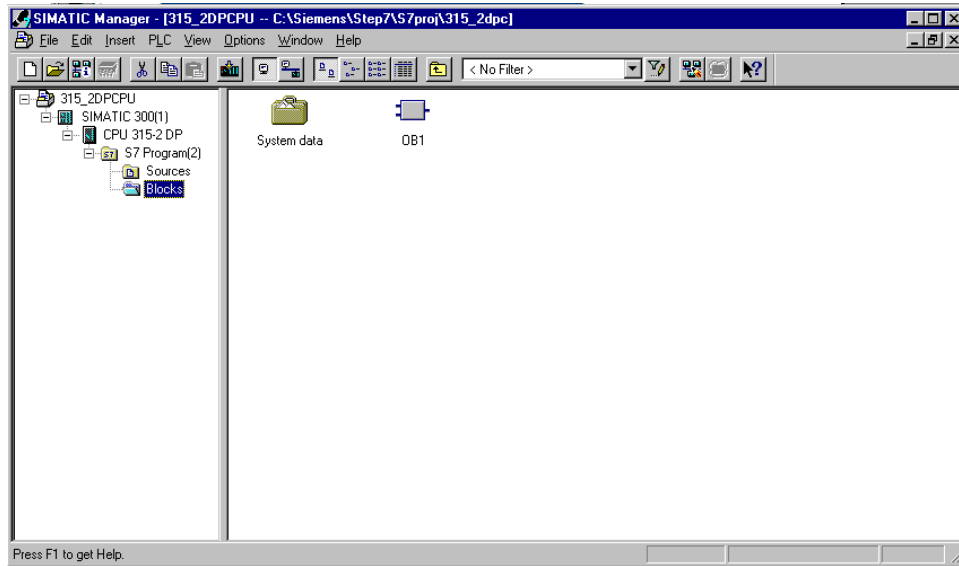 SIMATIC Manager - [315_2DPCPU -- C:\Siemens\Step7\S7proj\315_2dpc]
File Edit Insert PLC View Options Window Help
< No Filter >
315_2DPCPU
SIMATIC 300(1)
CPU 315-2 DP
S7 Program(2)
Sources
Blocks
System data
OB1
Press F1 to get Help.